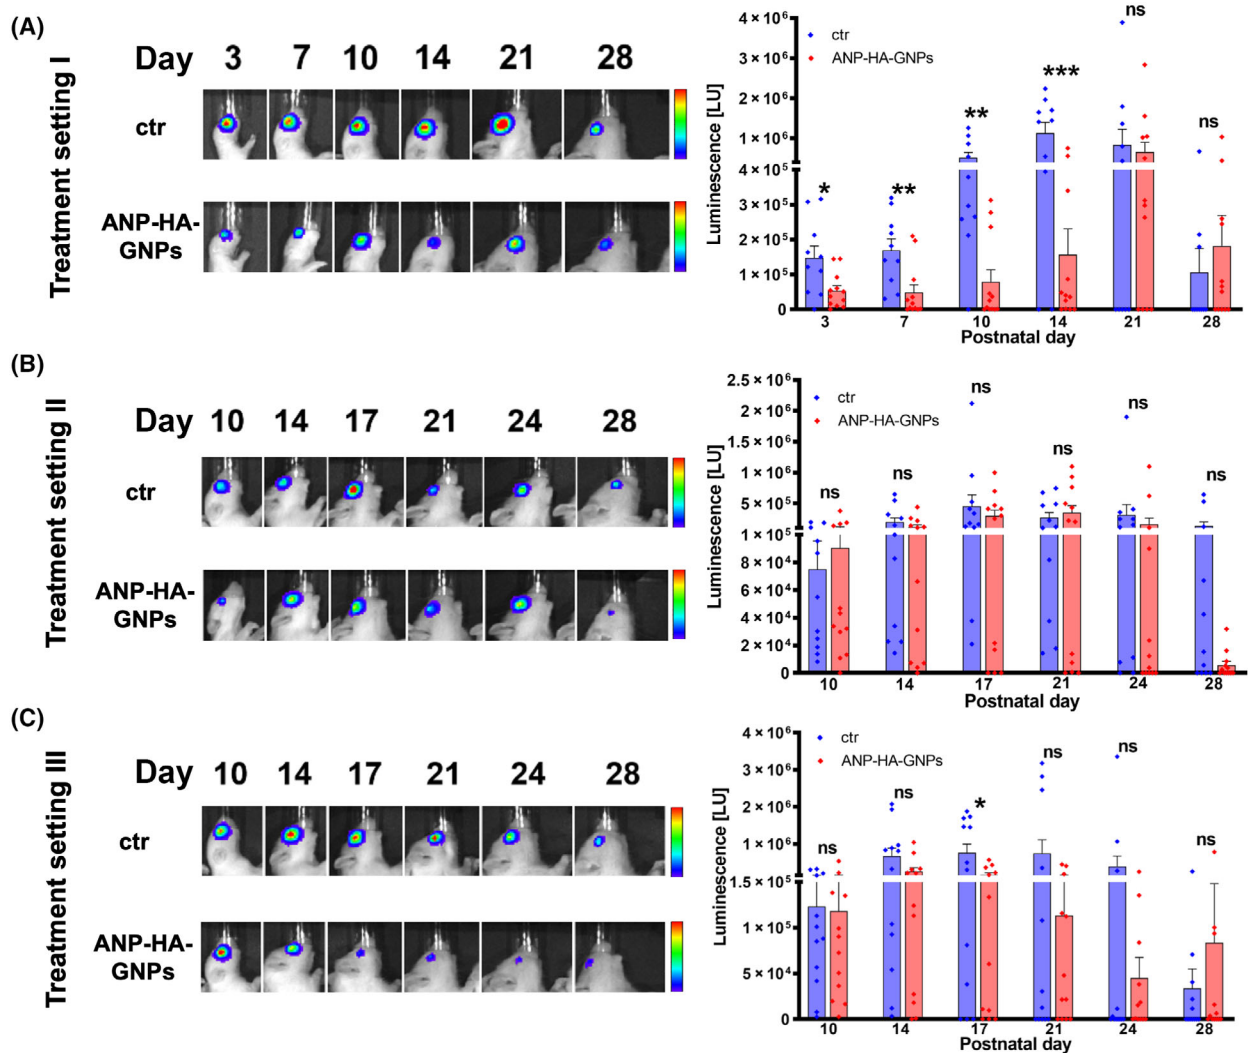 (A)
Treatment setting I
Day 3 7 10 14 21 28
ctr
ANP-HA-
GNPs
Luminescence [LU]
4 × 10⁶
3 × 10⁶
2 × 10⁶
1 × 10⁶
4 × 10⁵
3 × 10⁵
2 × 10⁵
1 × 10⁵
0
ctr
ANP-HA-GNPs
* ** ** *** ns ns
3 7 10 14 21 28
Postnatal day
(B)
Treatment setting II
Day 10 14 17 21 24 28
ctr
ANP-HA-
GNPs
Luminescence [LU]
2.5 × 10⁶
2 × 10⁶
1.5 × 10⁶
1 × 10⁶
5 × 10⁵
1 × 10⁵
8 × 10⁴
6 × 10⁴
4 × 10⁴
2 × 10⁴
0
ctr
ANP-HA-GNPs
ns ns ns ns ns ns
10 14 17 21 24 28
Postnatal day
(C)
Treatment setting III
Day 10 14 17 21 24 28
ctr
ANP-HA-
GNPs
Luminescence [LU]
4 × 10⁶
3 × 10⁶
2 × 10⁶
1 × 10⁶
1.5 × 10⁵
1 × 10⁵
5 × 10⁴
0
ctr
ANP-HA-GNPs
ns ns * ns ns ns
10 14 17 21 24 28
Postnatal day